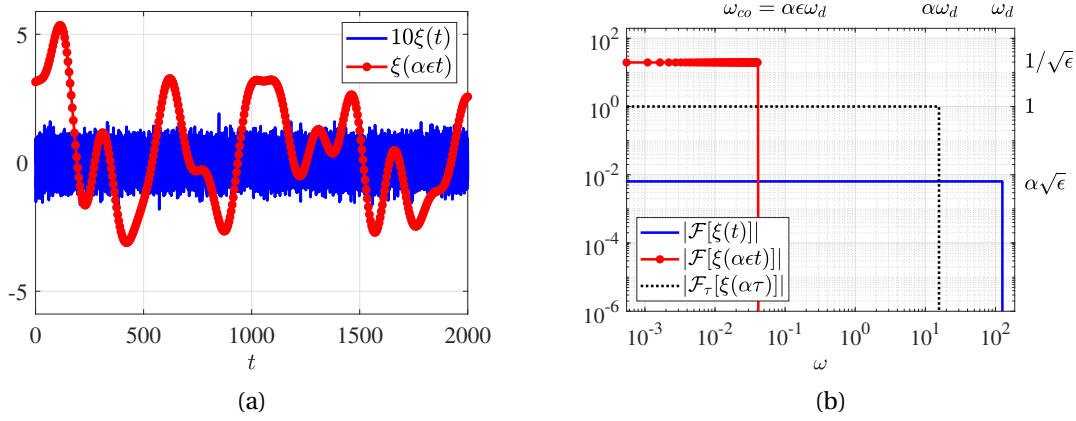 5
0
-5
0 500 1000 1500 2000
t
10ξ(t)
ξ(αϵt)
(a)
ω_co = αϵω_d αω_d ω_d
10^2
10^0
10^-2
10^-4
10^-6
1/√ϵ
1
α√ϵ
|F[ξ(t)]|
|F[ξ(αϵt)]|
|F_τ[ξ(ατ)]|
10^-3 10^-2 10^-1 10^0 10^1 10^2
ω
(b)